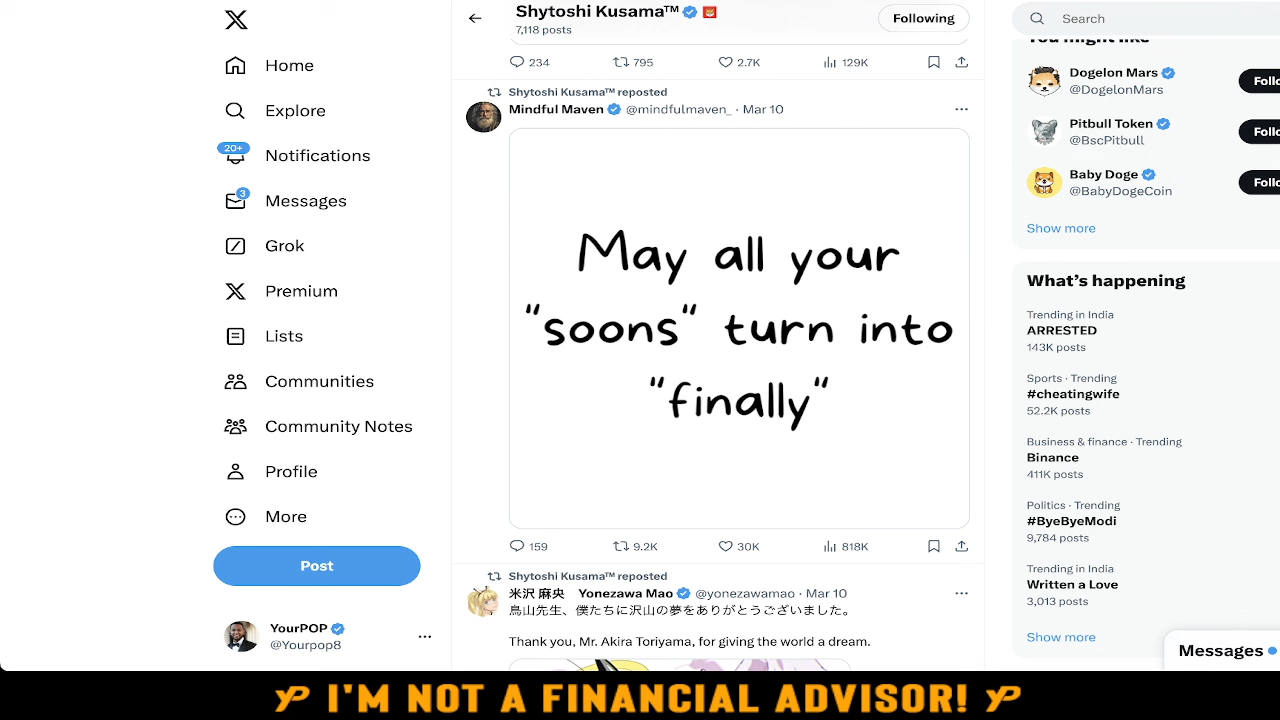 Shytoshi Kusama™
7,118 posts
Following
234 795 2.7K 129K
Shytoshi Kusama™ reposted
Mindful Maven @mindfulmaven_ · Mar 10
May all your
"soons" turn into
"finally"
159 9.2K 30K 818K
Shytoshi Kusama™ reposted
米沢 麻央 Yonezawa Mao @yonezawamao · Mar 10
鳥山先生、僕たちに沢山の夢をありがとうございました。
Thank you, Mr. Akira Toriyama, for giving the world a dream.
Home
Explore
20+
Notifications
3
Messages
Grok
Premium
Lists
Communities
Community Notes
Profile
More
Post
YourPOP
@Yourpop8
Search
You might like
Dogelon Mars
@DogelonMars
Follo
Pitbull Token
@BscPitbull
Follo
Baby Doge
@BabyDogeCoin
Follo
Show more
What's happening
Trending in India
ARRESTED
143K posts
Sports · Trending
#cheatingwife
52.2K posts
Business & finance · Trending
Binance
411K posts
Politics · Trending
#ByeByeModi
9,784 posts
Trending in India
Written a Love
3,013 posts
Show more
Messages
YP I'M NOT A FINANCIAL ADVISOR! YP